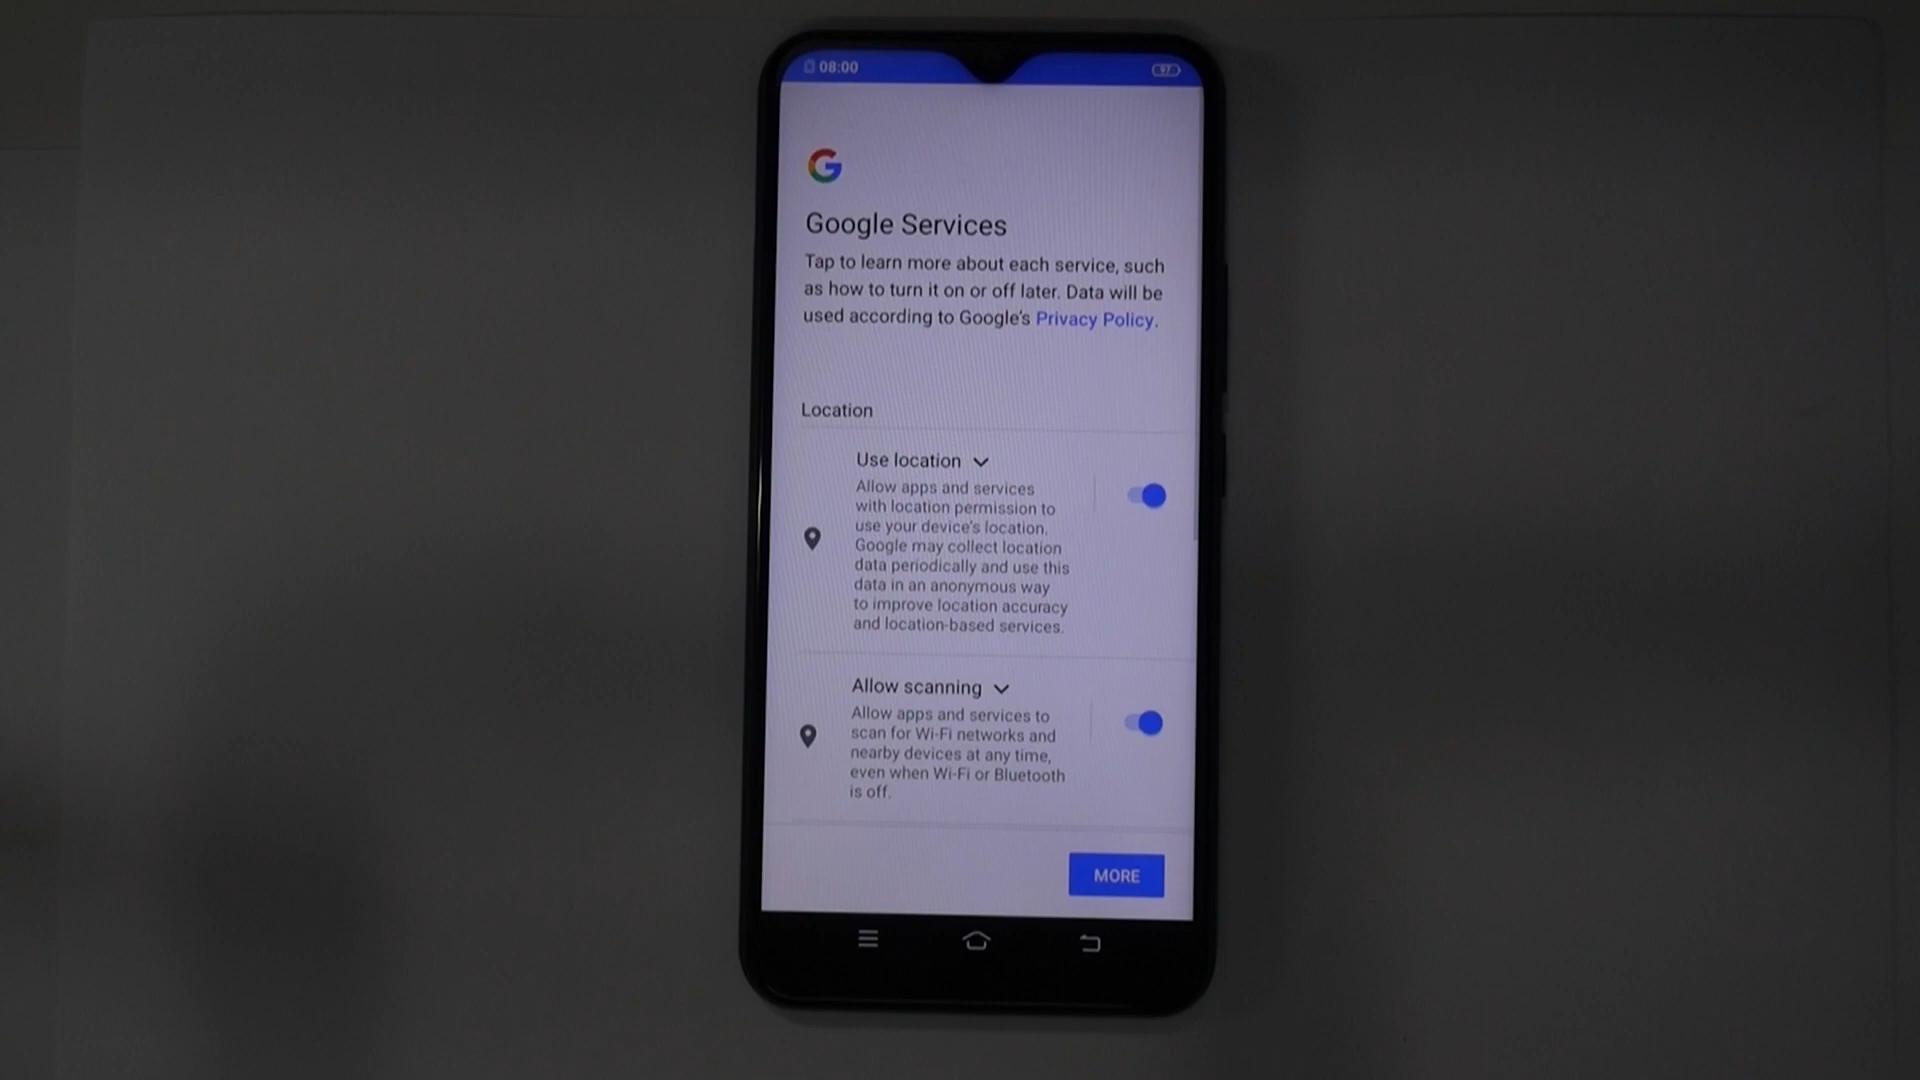 08:00
97
Google Services
Tap to learn more about each service, such
as how to turn it on or off later. Data will be
used according to Google's Privacy Policy.
Location
Use location
Allow apps and services
with location permission to
use your device's location.
Google may collect location
data periodically and use this
data in an anonymous way
to improve location accuracy
and location-based services.
Allow scanning
Allow apps and services to
scan for Wi-Fi networks and
nearby devices at any time,
even when Wi-Fi or Bluetooth
is off.
MORE